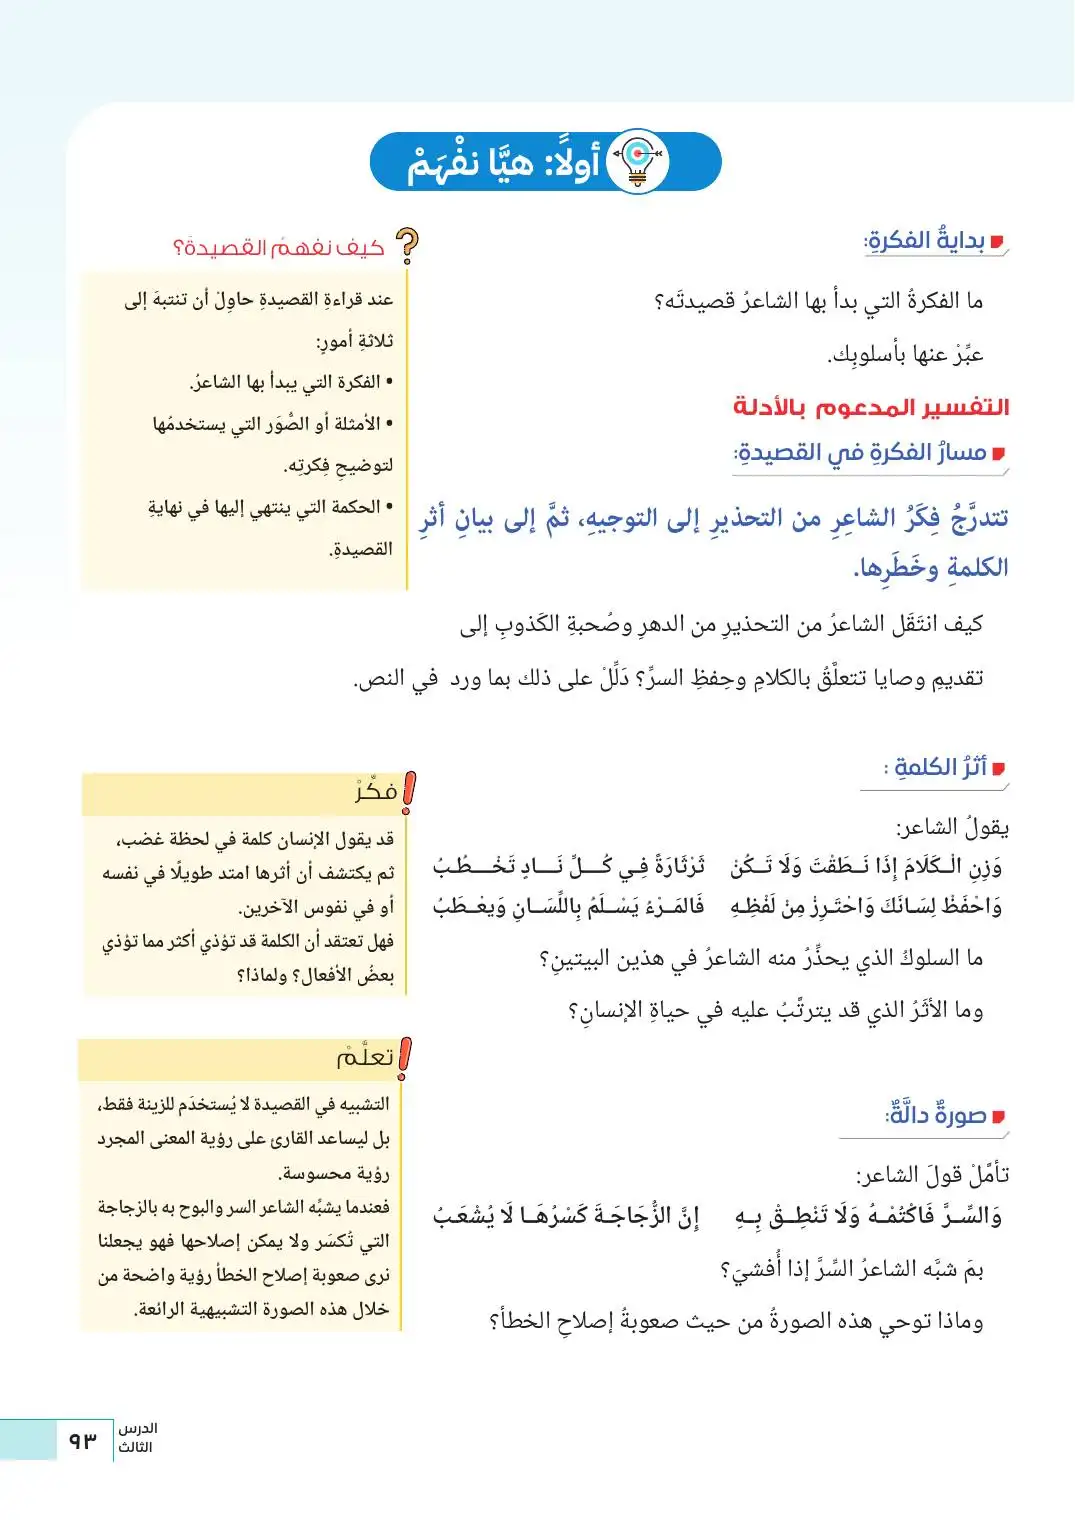 أولًا: هيَّا نفْهَمْ
بدايةُ الفكرةِ:
ما الفكرةُ التي بدأ بها الشاعرُ قصيدتَه؟
عبِّرْ عنها بأسلوبِك.
التفسير المدعوم بالأدلة
مسارُ الفكرةِ في القصيدةِ:
تتدرَّجُ فِكَرُ الشاعِرِ من التحذيرِ إلى التوجيهِ، ثمَّ إلى بيانِ أثرِ
الكلمةِ وخَطَرِها.
كيف انتَقَل الشاعرُ من التحذيرِ من الدهرِ وصُحبةِ الكَذوبِ إلى
تقديمِ وصايا تتعلَّقُ بالكلامِ وحِفظِ السرِّ؟ دَلِّلْ على ذلك بما ورد في النص.
كيف نفهمُ القصيدةَ؟
عند قراءةِ القصيدةِ حاوِلْ أن تنتبهَ إلى
ثلاثةِ أمورٍ:
• الفكرة التي يبدأ بها الشاعرُ.
• الأمثلة أو الصُّوَر التي يستخدمُها
لتوضيحِ فِكرتِه.
• الحكمة التي ينتهي إليها في نهايةِ
القصيدةِ.
أثرُ الكلمةِ :
يقولُ الشاعر:
وَزِنِ الْكَلَامَ إِذَا نَطَقْتَ وَلَا تَكُنْ ثَرْثَارَةً فِي كُلِّ نَادٍ تَخْطُبُ
وَاحْفَظْ لِسَانَكَ وَاحْتَرِزْ مِنْ لَفْظِهِ فَالمَرْءُ يَسْلَمُ بِاللِّسَانِ وَيعْطَبُ
ما السلوكُ الذي يحذِّرُ منه الشاعرُ في هذين البيتينِ؟
وما الأثَرُ الذي قد يترتَّبُ عليه في حياةِ الإنسانِ؟
فكِّرْ
قد يقول الإنسان كلمة في لحظة غضب،
ثم يكتشف أن أثرها امتد طويلًا في نفسه
أو في نفوس الآخرين.
فهل تعتقد أن الكلمة قد تؤذي أكثر مما تؤذي
بعضُ الأفعال؟ ولماذا؟
صورةٌ دالَّةٌ:
تأمَّلْ قولَ الشاعر:
وَالسِّرَّ فَاكْتُمْهُ وَلَا تَنْطِقْ بِهِ إِنَّ الزُّجَاجَةَ كَسْرُهَا لَا يُشْعَبُ
بمَ شبَّه الشاعرُ السِّرَّ إذا أُفشيَ؟
وماذا توحي هذه الصورةُ من حيث صعوبةُ إصلاحِ الخطأ؟
تعلَّمْ
التشبيه في القصيدة لا يُستخدَم للزينة فقط،
بل ليساعد القارئ على رؤية المعنى المجرد
رؤية محسوسة.
فعندما يشبِّه الشاعر السر والبوح به بالزجاجة
التي تُكسَر ولا يمكن إصلاحها فهو يجعلنا
نرى صعوبة إصلاح الخطأ رؤية واضحة من
خلال هذه الصورة التشبيهية الرائعة.
الدرس
الثالث
٩٣